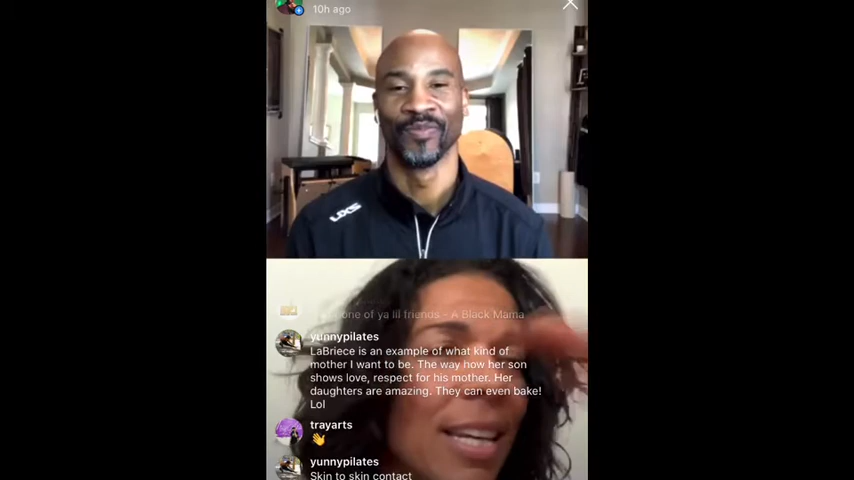 10h ago
UXS
one of ya lil friends - A Black Mama
yunnypilates
LaBriece is an example of what kind of
mother I want to be. The way how her son
shows love, respect for his mother. Her
daughters are amazing. They can even bake!
Lol
trayarts
yunnypilates
Skin to skin contact